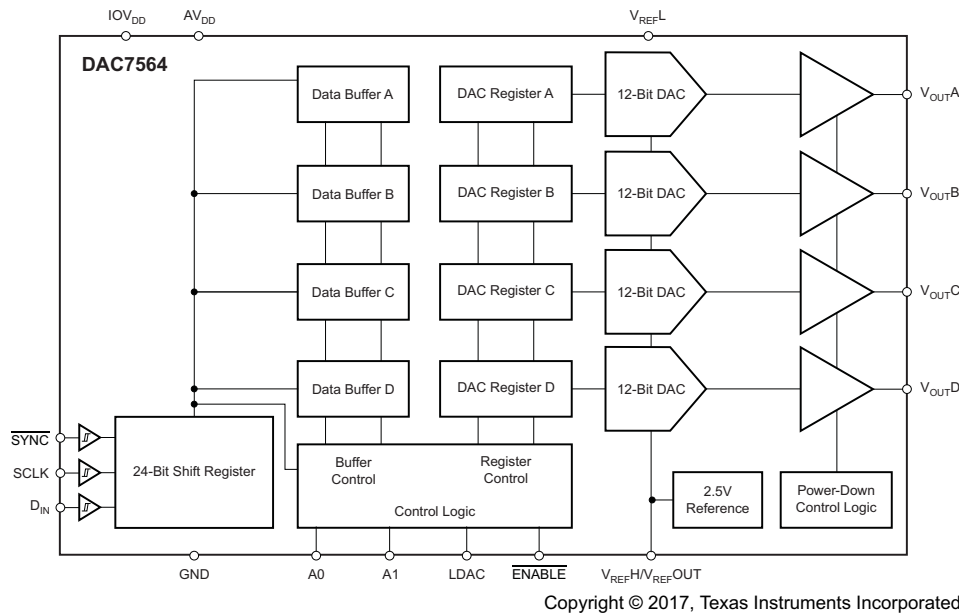 IOVDD AVDD VREFL
DAC7564
Data Buffer A DAC Register A 12-Bit DAC VOUTA
Data Buffer B DAC Register B 12-Bit DAC VOUTB
Data Buffer C DAC Register C 12-Bit DAC VOUTC
Data Buffer D DAC Register D 12-Bit DAC VOUTD
SYNC
SCLK
DIN
24-Bit Shift Register
Buffer
Control
Register
Control
Control Logic
2.5V
Reference
Power-Down
Control Logic
GND A0 A1 LDAC ENABLE VREFH/VREFOUT
Copyright © 2017, Texas Instruments Incorporated